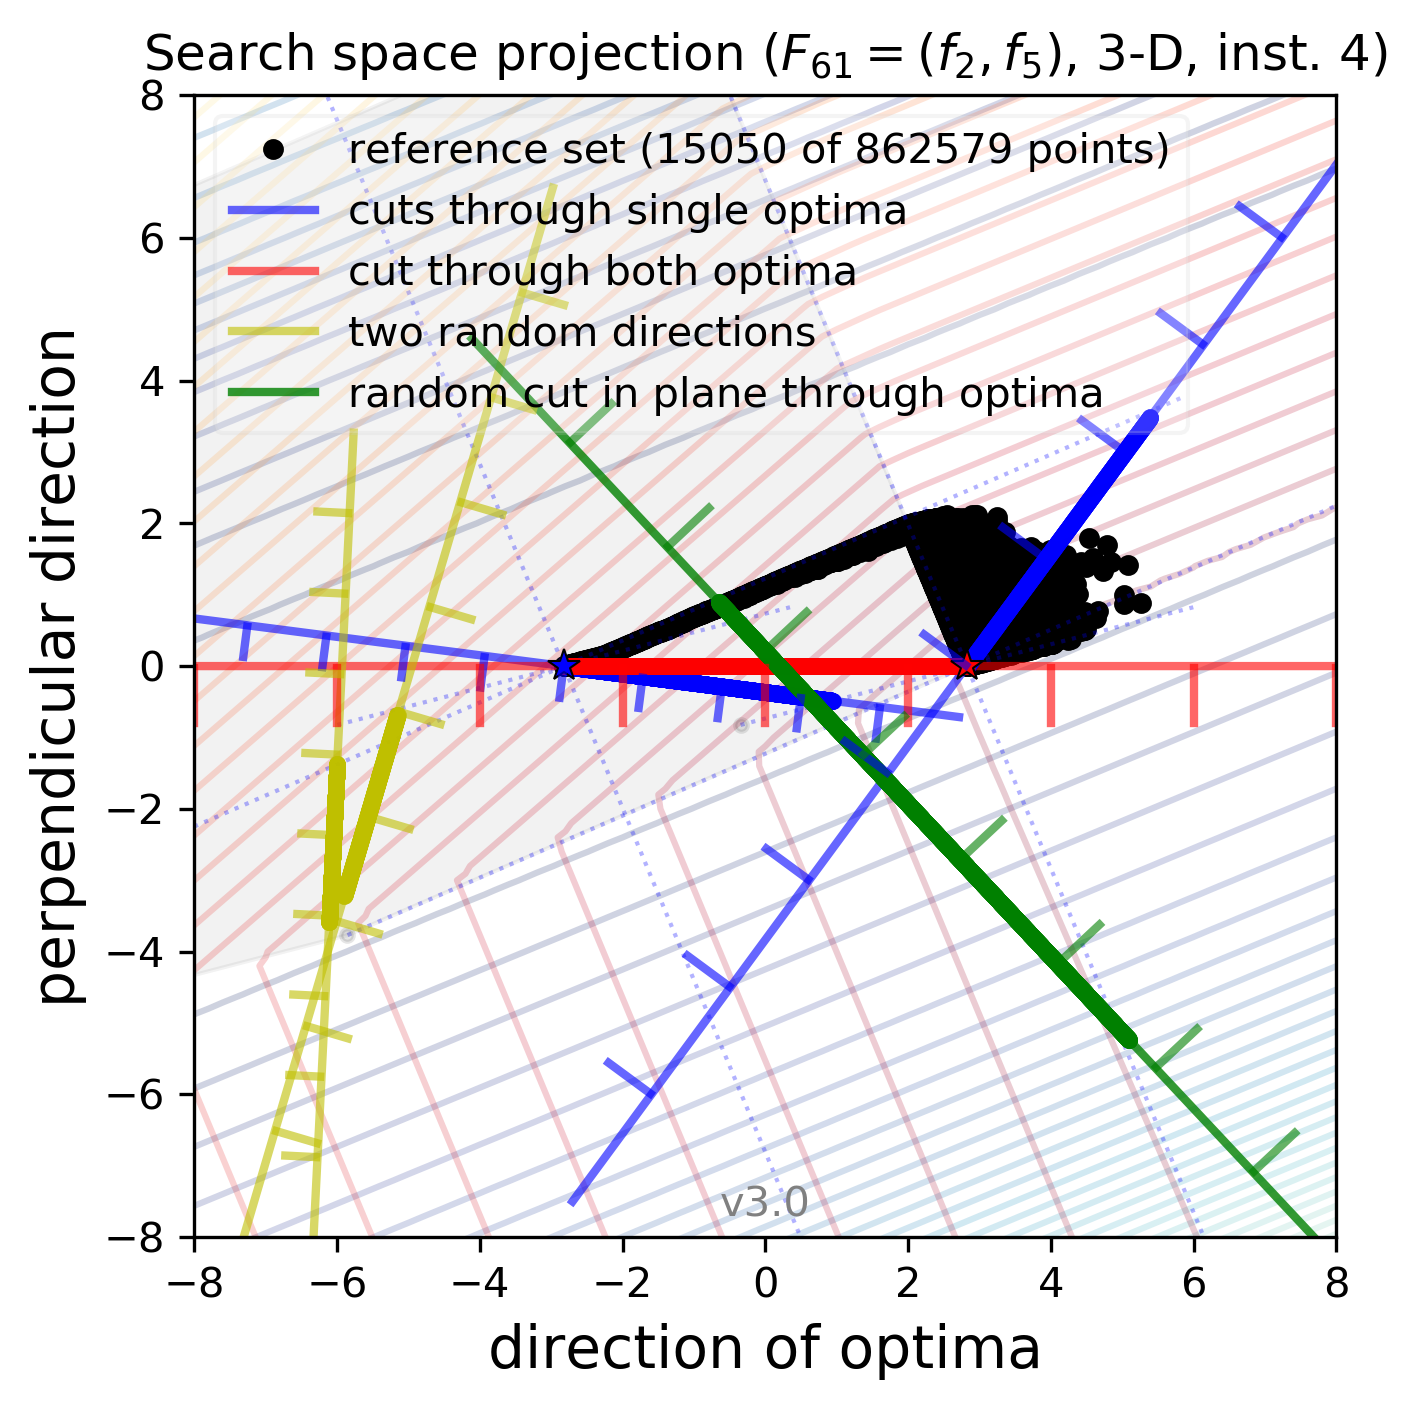 Search space projection (F61 = (f2, f5), 3-D, inst. 4)
reference set (15050 of 862579 points)
cuts through single optima
cut through both optima
two random directions
random cut in plane through optima
8
6
4
2
0
−2
−4
−6
−8
perpendicular direction
v3.0
−8 −6 −4 −2 0 2 4 6 8
direction of optima